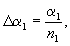 Δα₁ = α₁/n₁,